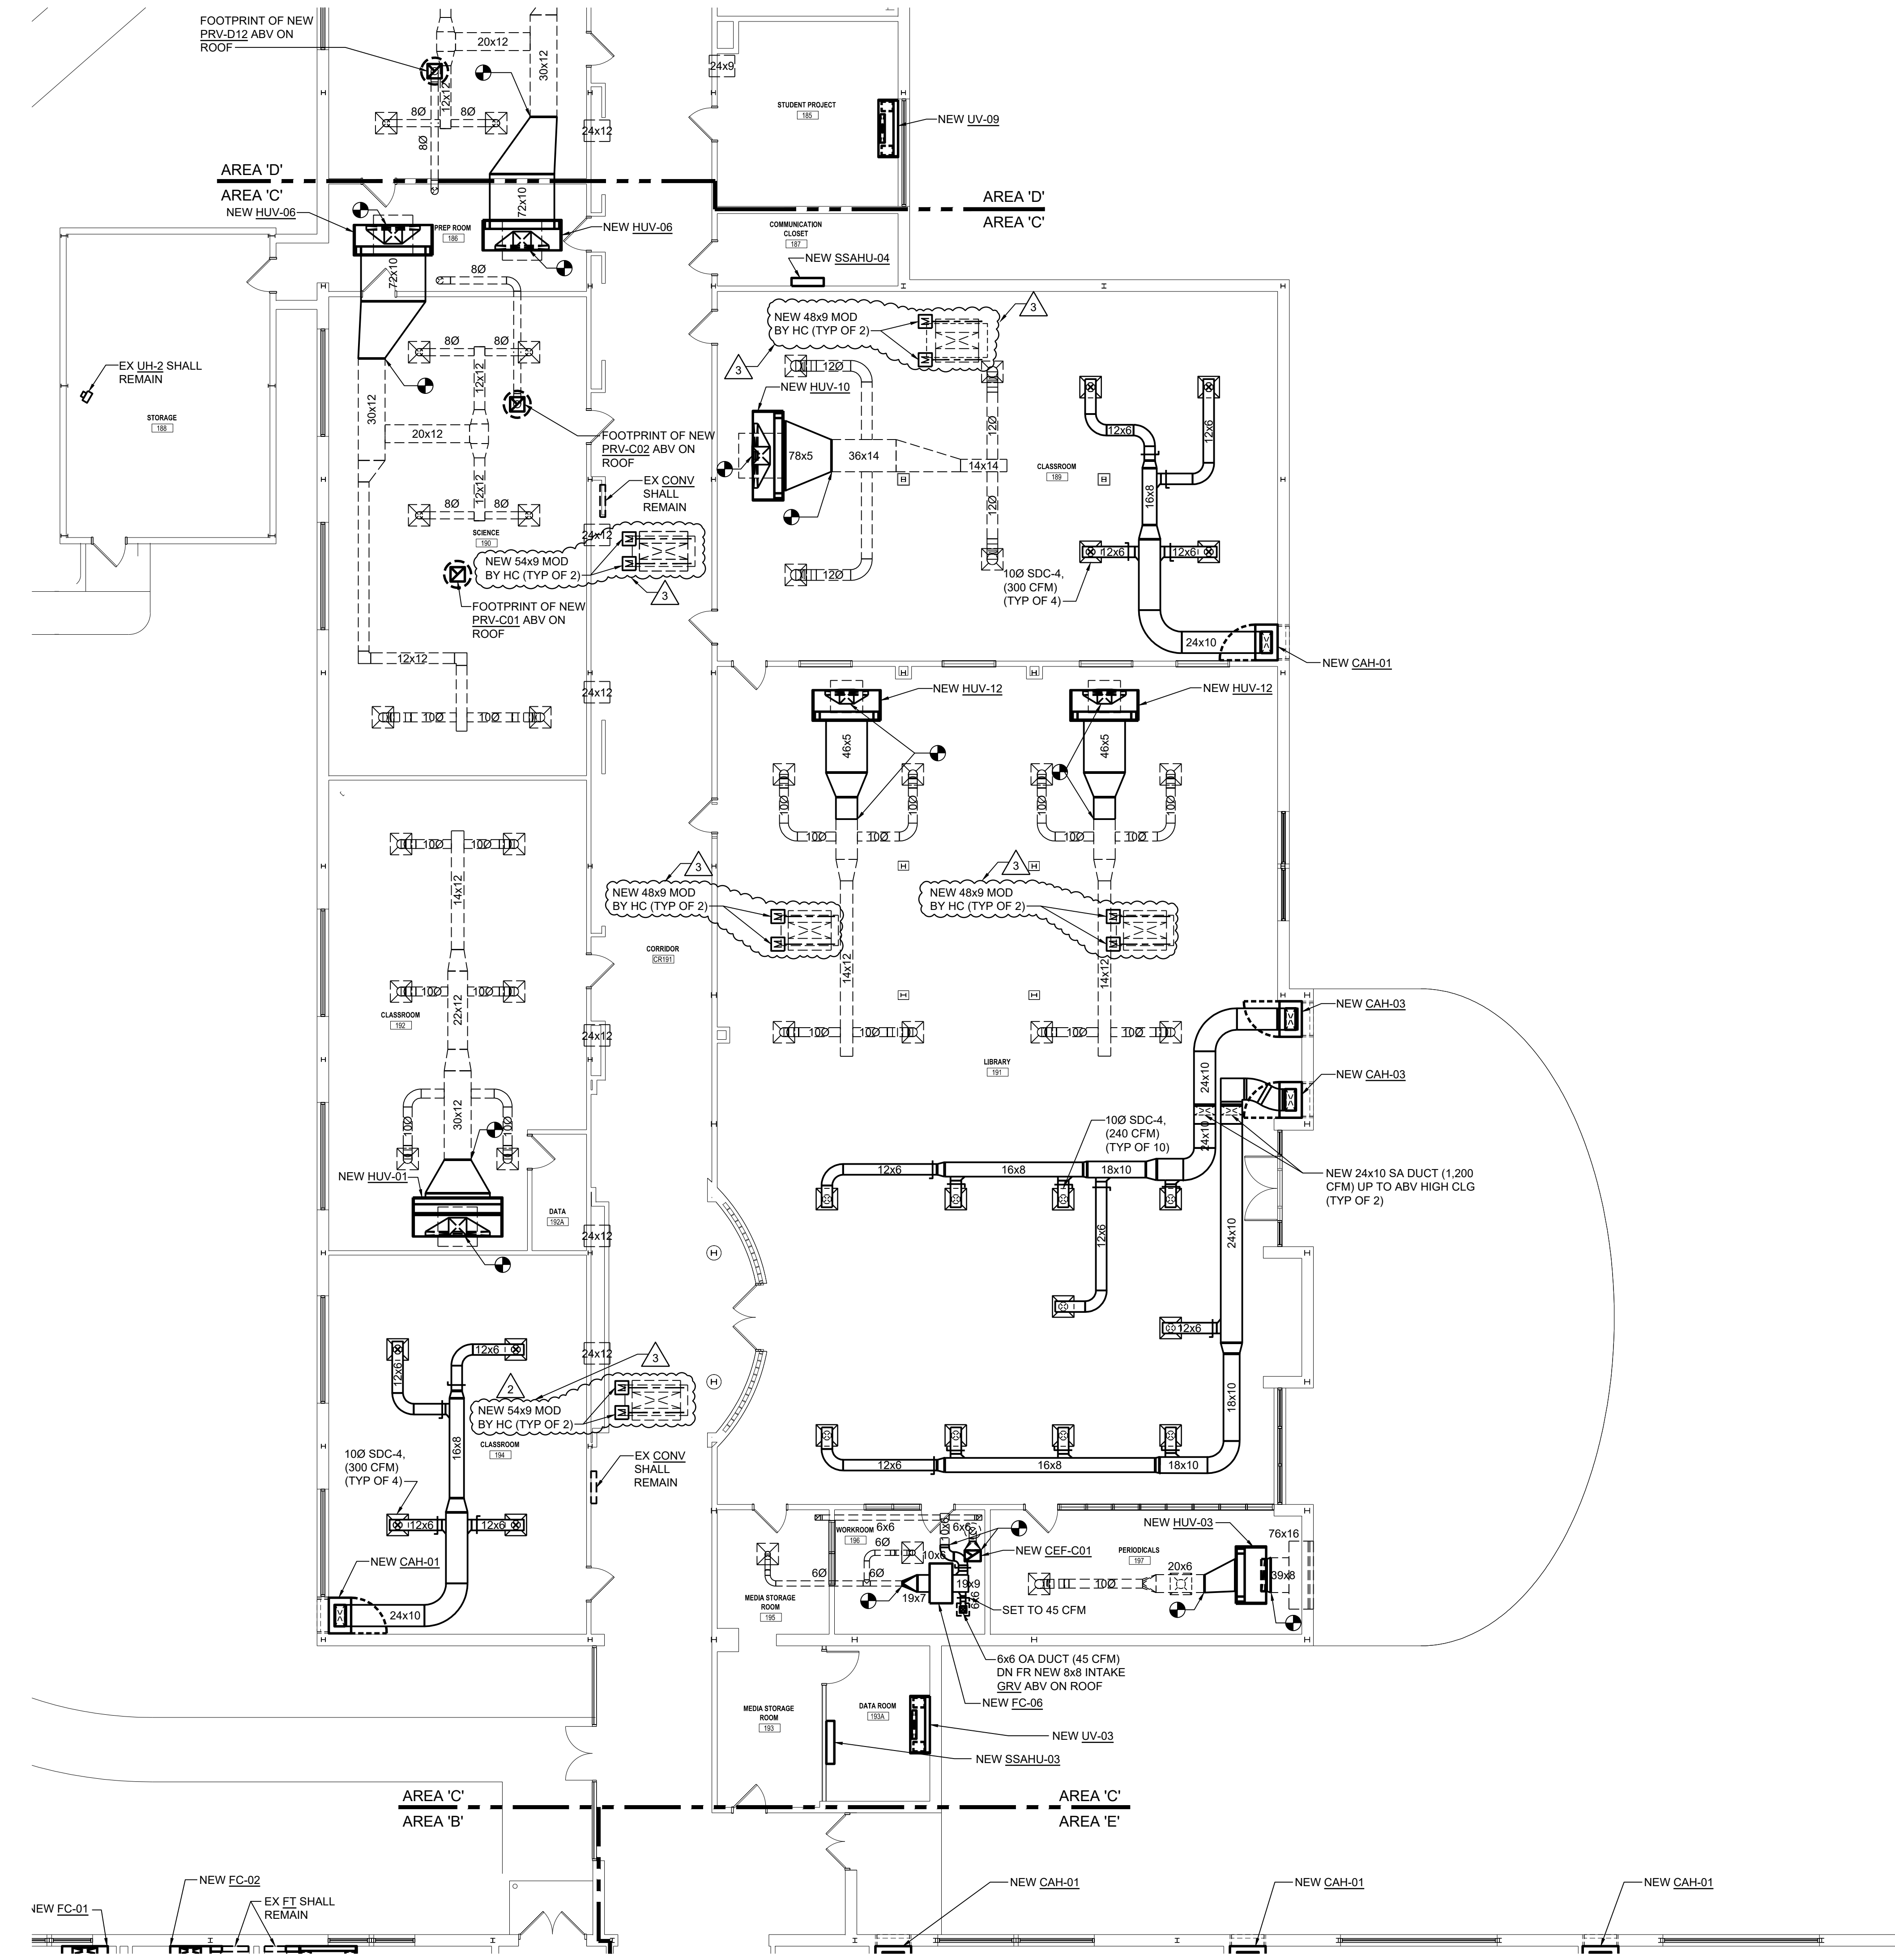 FOOTPRINT OF NEW
PRV-D12 ABV ON
ROOF
20x12
30x12
12x12
8Ø
8Ø
8Ø
24x12
24x9
STUDENT PROJECT
185
NEW UV-09
AREA 'D'
AREA 'C'
AREA 'D'
AREA 'C'
NEW HUV-06
72x10
PREP ROOM
186
72x10
NEW HUV-06
COMMUNICATION
CLOSET
187
NEW SSAHU-04
8Ø
EX UH-2 SHALL
REMAIN
STORAGE
188
8Ø
8Ø
12x12
30x12
20x12
12x12
8Ø
8Ø
SCIENCE
190
FOOTPRINT OF NEW
PRV-C02 ABV ON
ROOF
EX CONV
SHALL
REMAIN
24x12
NEW 54x9 MOD
BY HC (TYP OF 2)
3
FOOTPRINT OF NEW
PRV-C01 ABV ON
ROOF
12x12
24x12
10Ø
10Ø
NEW 48x9 MOD
BY HC (TYP OF 2)
3
3
12Ø
NEW HUV-10
78x5
36x14
14x14
12Ø
12Ø
12Ø
CLASSROOM
189
12x6
12x6
16x8
12x6
12x6
10Ø SDC-4,
(300 CFM)
(TYP OF 4)
24x10
NEW CAH-01
NEW HUV-12
NEW HUV-12
46x5
46x5
10Ø
10Ø
10Ø
10Ø
10Ø
10Ø
10Ø
10Ø
3
NEW 48x9 MOD
BY HC (TYP OF 2)
3
NEW 48x9 MOD
BY HC (TYP OF 2)
14x12
14x12
10Ø
10Ø
10Ø
10Ø
CORRIDOR
CR191
10Ø
10Ø
14x12
10Ø
10Ø
22x12
CLASSROOM
192
24x12
30x12
10Ø
10Ø
NEW HUV-01
DATA
192A
24x12
LIBRARY
191
NEW CAH-03
NEW CAH-03
24x10
24x10
10Ø SDC-4,
(240 CFM)
(TYP OF 10)
NEW 24x10 SA DUCT (1,200
CFM) UP TO ABV HIGH CLG
(TYP OF 2)
12x6
16x8
18x10
12x6
24x10
12x6
18x10
12x6
16x8
18x10
24x12
3
2
NEW 54x9 MOD
BY HC (TYP OF 2)
12x6
12x6
16x8
CLASSROOM
194
10Ø SDC-4,
(300 CFM)
(TYP OF 4)
12x6
12x6
EX CONV
SHALL
REMAIN
NEW CAH-01
24x10
WORKROOM
196
6x6
10x6
6x6
6Ø
10x6
6Ø
6Ø
19x7
19x9
6x6
NEW CEF-C01
SET TO 45 CFM
MEDIA STORAGE
ROOM
195
PERIODICALS
197
NEW HUV-03
76x16
20x6
10Ø
39x8
6x6 OA DUCT (45 CFM)
DN FR NEW 8x8 INTAKE
GRV ABV ON ROOF
NEW FC-06
MEDIA STORAGE
ROOM
193
DATA ROOM
193A
NEW UV-03
NEW SSAHU-03
AREA 'C'
AREA 'B'
AREA 'C'
AREA 'E'
NEW FC-02
NEW FC-01
EX FT SHALL
REMAIN
NEW CAH-01
NEW CAH-01
NEW CAH-01